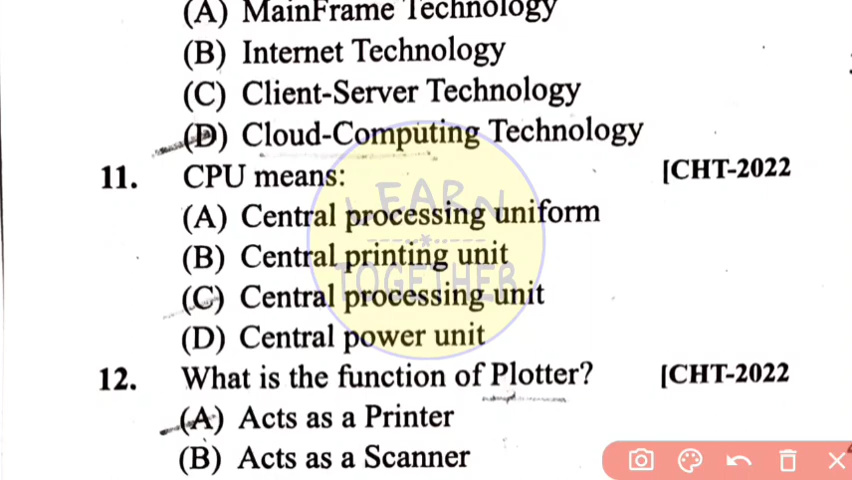 (A) MainFrame Technology
(B) Internet Technology
(C) Client-Server Technology
(D) Cloud-Computing Technology
11. CPU means: [CHT-2022
(A) Central processing uniform
(B) Central printing unit
(C) Central processing unit
(D) Central power unit
12. What is the function of Plotter? [CHT-2022
(A) Acts as a Printer
(B) Acts as a Scanner
LEARN
TOGETHER